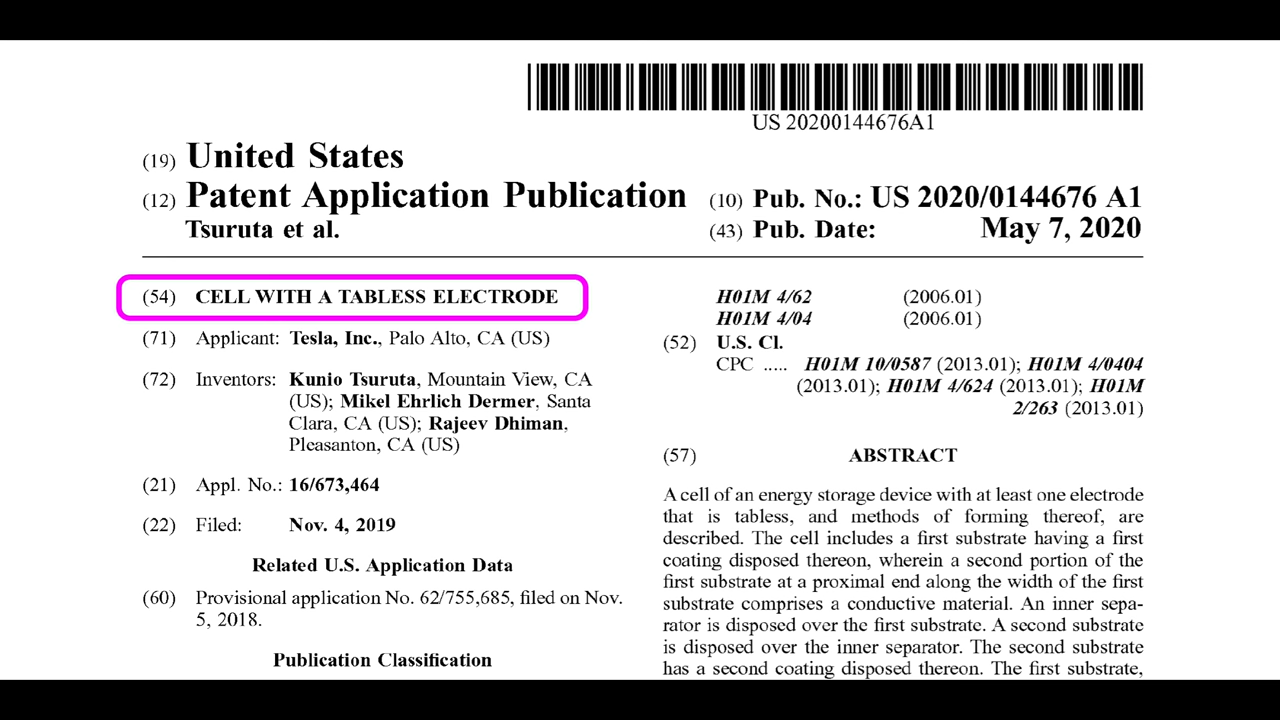 US 20200144676A1
(19) United States
(12) Patent Application Publication
Tsuruta et al.
(10) Pub. No.: US 2020/0144676 A1
(43) Pub. Date: May 7, 2020
(54) CELL WITH A TABLESS ELECTRODE
(71) Applicant: Tesla, Inc., Palo Alto, CA (US)
(72) Inventors: Kunio Tsuruta, Mountain View, CA
(US); Mikel Ehrlich Dermer, Santa
Clara, CA (US); Rajeev Dhiman,
Pleasanton, CA (US)
(21) Appl. No.: 16/673,464
(22) Filed: Nov. 4, 2019
Related U.S. Application Data
(60) Provisional application No. 62/755,685, filed on Nov.
5, 2018.
Publication Classification
H01M 4/62 (2006.01)
H01M 4/04 (2006.01)
(52) U.S. Cl.
CPC ..... H01M 10/0587 (2013.01); H01M 4/0404
(2013.01); H01M 4/624 (2013.01); H01M
2/263 (2013.01)
(57) ABSTRACT
A cell of an energy storage device with at least one electrode
that is tabless, and methods of forming thereof, are
described. The cell includes a first substrate having a first
coating disposed thereon, wherein a second portion of the
first substrate at a proximal end along the width of the first
substrate comprises a conductive material. An inner sepa-
rator is disposed over the first substrate. A second substrate
is disposed over the inner separator. The second substrate
has a second coating disposed thereon. The first substrate,